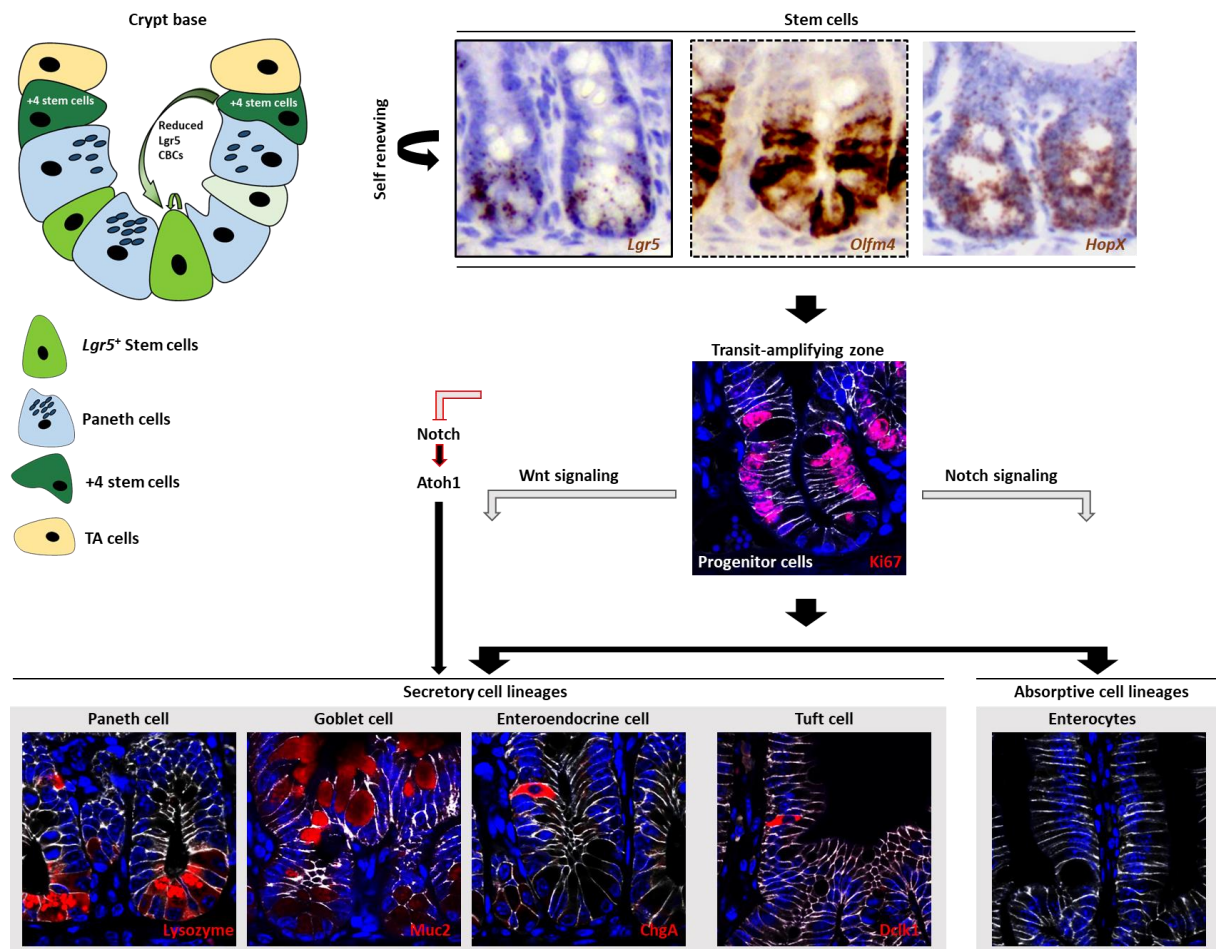 Crypt base
+4 stem cells
+4 stem cells
Reduced
Lgr5
CBCs
Lgr5+ Stem cells
Paneth cells
+4 stem cells
TA cells
Stem cells
Self renewing
Lgr5
Olfm4
HopX
Transit-amplifying zone
Progenitor cells
Ki67
Notch
Atoh1
Wnt signaling
Notch signaling
Secretory cell lineages
Absorptive cell lineages
Paneth cell
Goblet cell
Enteroendocrine cell
Tuft cell
Enterocytes
Lysozyme
Muc2
ChgA
Dclk1